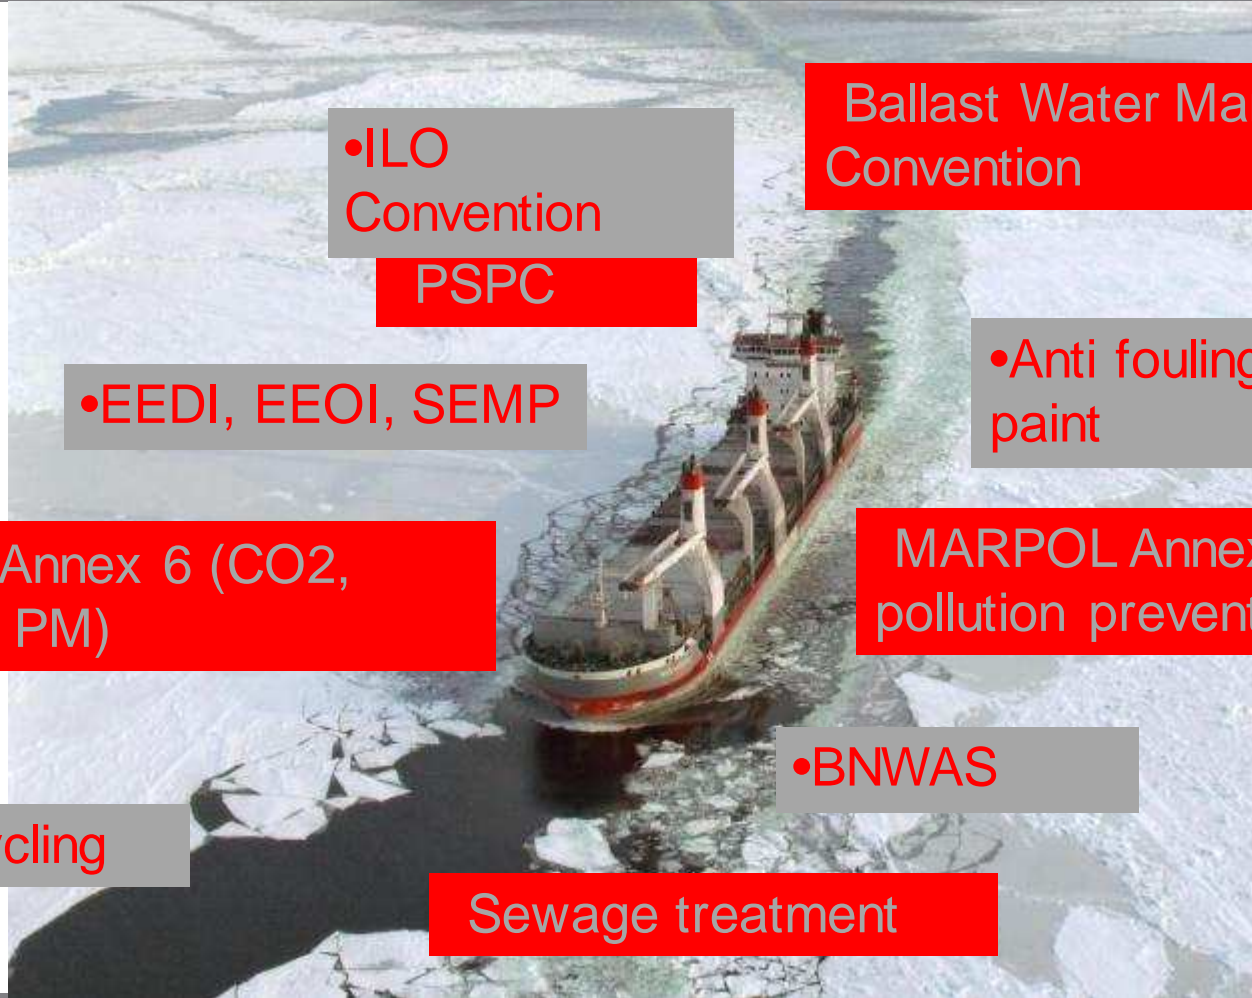 Ballast Water Ma
Convention
•ILO
Convention
PSPC
•Anti fouling
paint
•EEDI, EEOI, SEMP
Annex 6 (CO2,
PM)
MARPOL Annex
pollution prevent
•BNWAS
cling
Sewage treatment